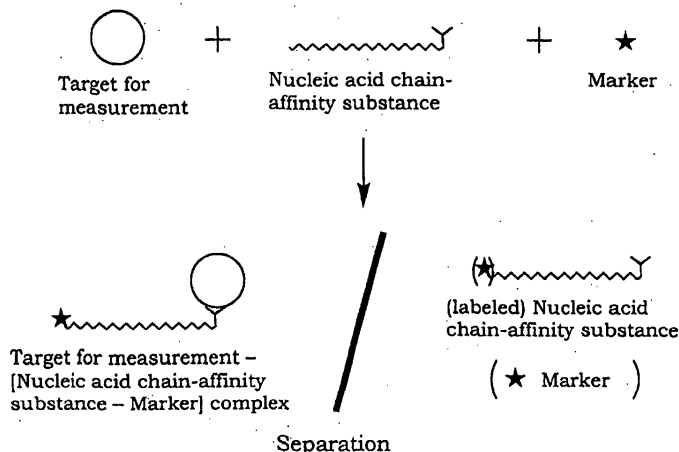 Target for
measurement
Nucleic acid chain-
affinity substance
Marker
(labeled) Nucleic acid
chain-affinity substance
( ★ Marker )
Target for measurement –
[Nucleic acid chain-affinity
substance – Marker] complex
Separation